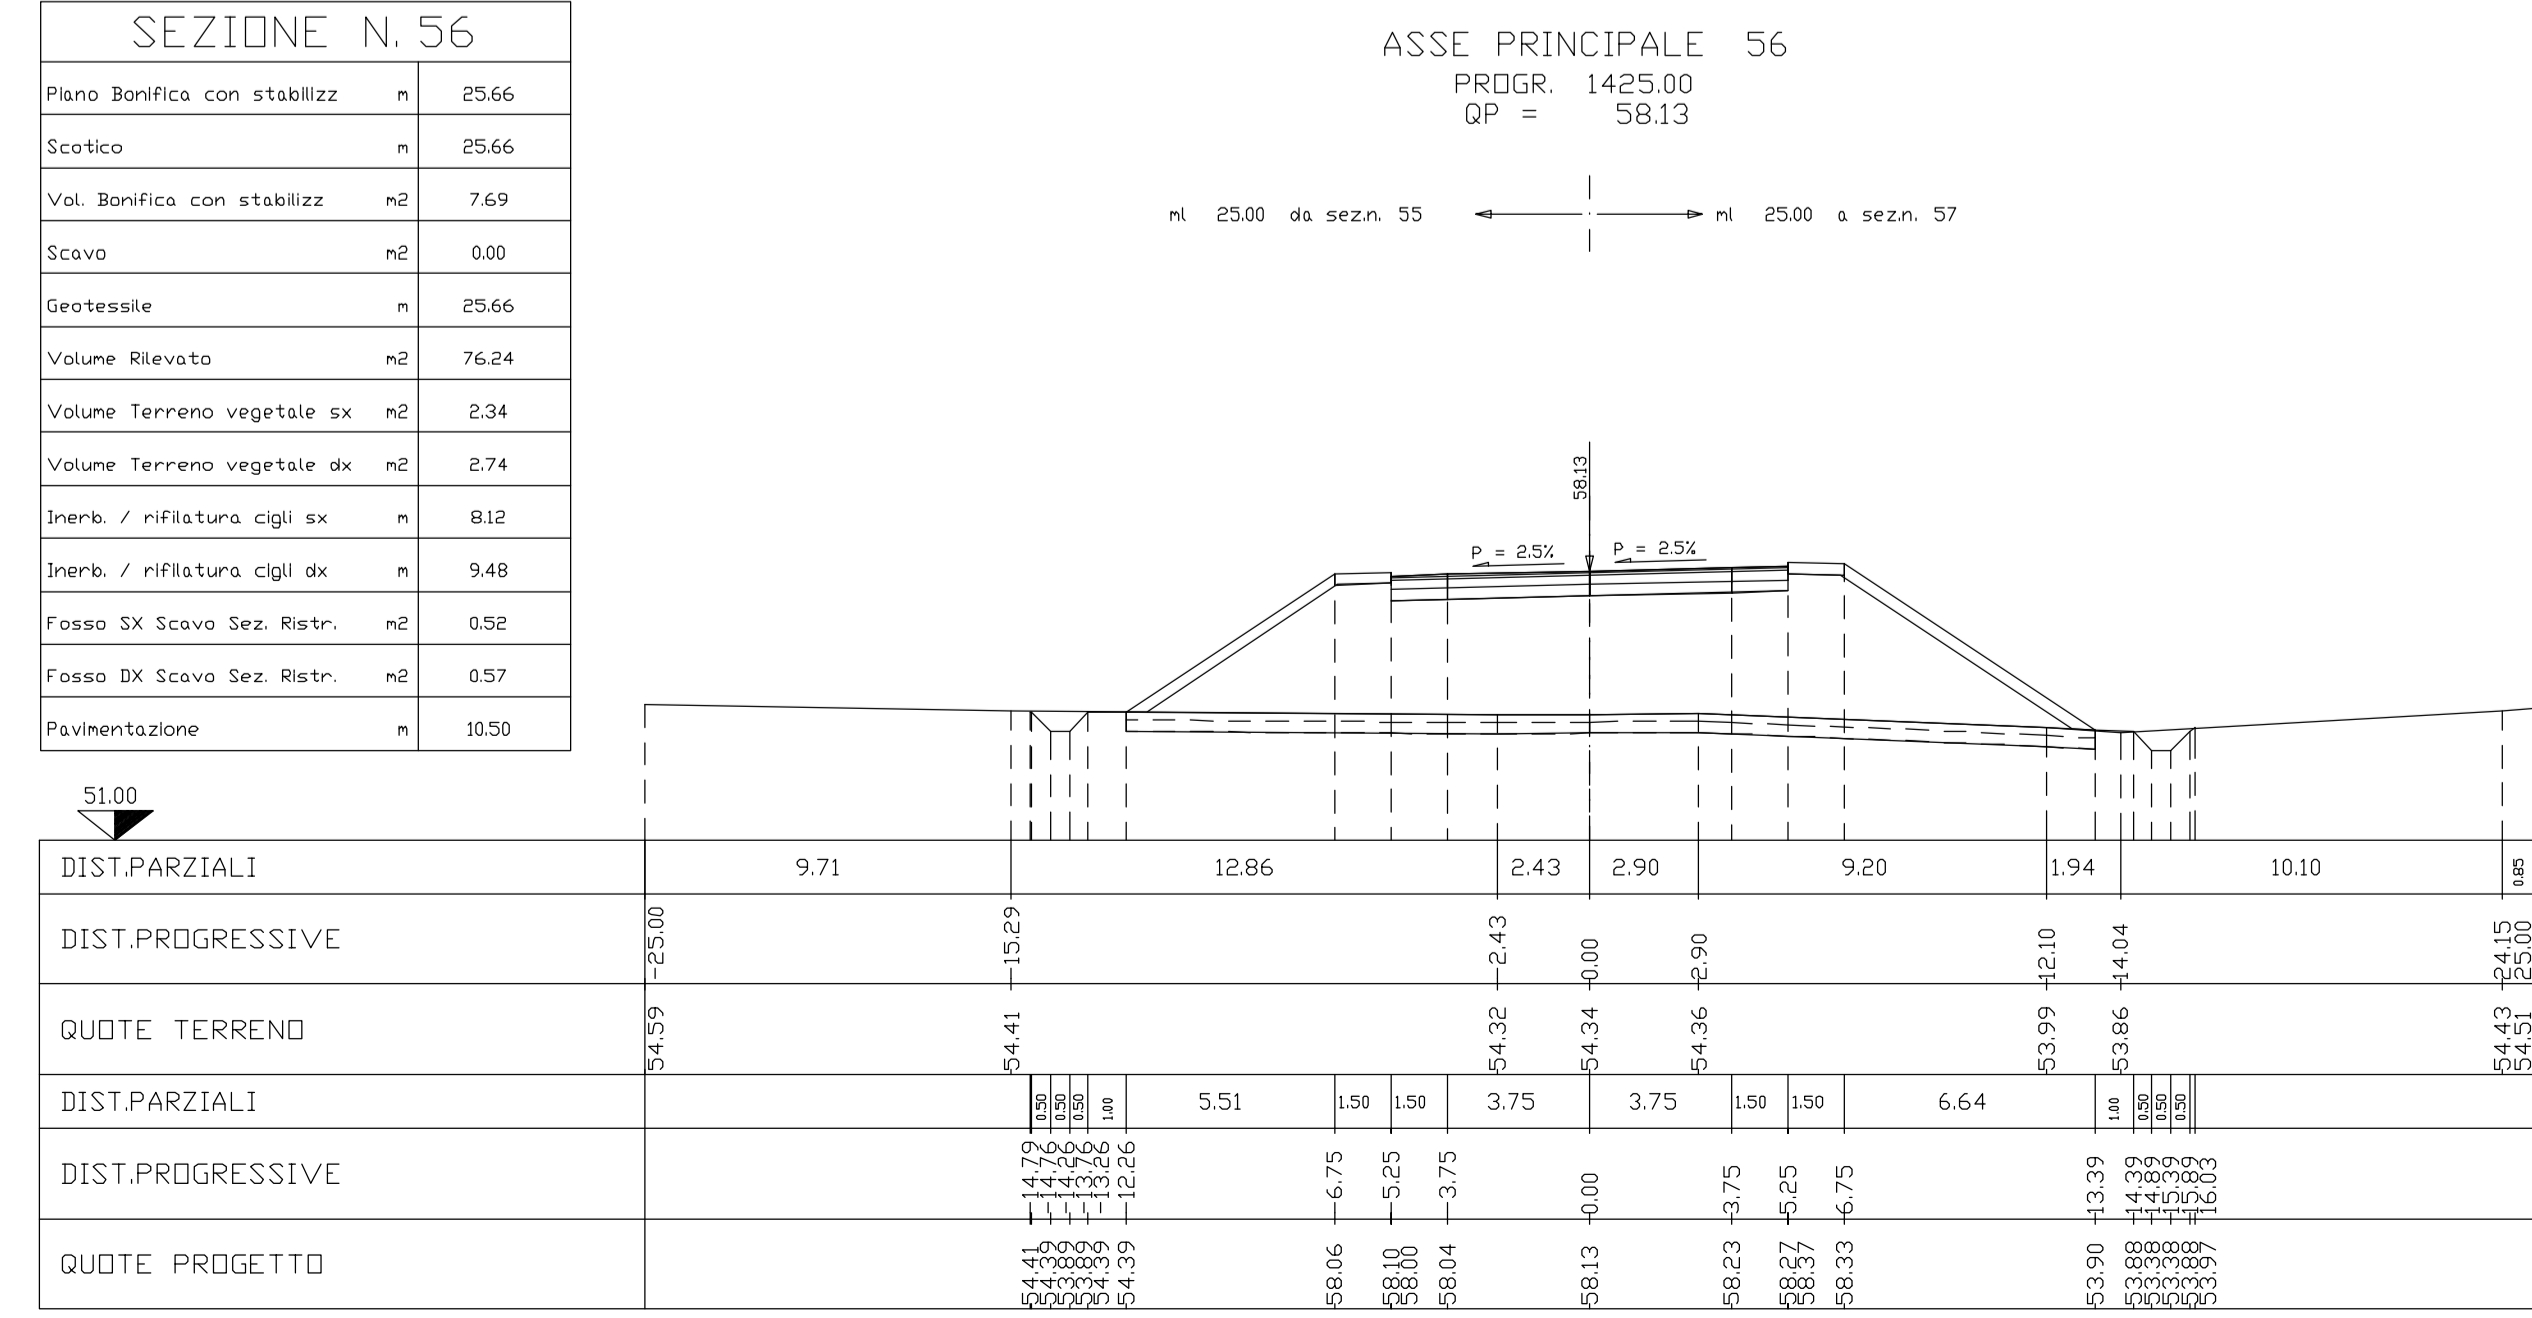 SEZIONE N. 56
Piano Bonifica con stabilizz m 25.66
Scotico m 25.66
Vol. Bonifica con stabilizz m2 7.69
Scavo m2 0.00
Geotessile m 25.66
Volume Rilevato m2 76.24
Volume Terreno vegetale sx m2 2.34
Volume Terreno vegetale dx m2 2.74
Inerb. / rifilatura cigli sx m 8.12
Inerb. / rifilatura cigli dx m 9.48
Fosso SX Scavo Sez. Ristr. m2 0.52
Fosso DX Scavo Sez. Ristr. m2 0.57
Pavimentazione m 10.50
ASSE PRINCIPALE 56
PROGR. 1425.00
QP = 58.13
ml 25.00 da sez.n. 55
ml 25.00 a sez.n. 57
58.13
P = 2.5%
P = 2.5%
51.00
DIST.PARZIALI 9.71 12.86 2.43 2.90 9.20 1.94 10.10 0.85
DIST.PROGRESSIVE -25.00 -15.29 -2.43 0.00 2.90 12.10 14.04 24.15 25.00
QUOTE TERRENO 54.59 54.41 54.32 54.34 54.36 53.99 53.86 54.43 54.51
DIST.PARZIALI 0.50 0.50 0.50 1.00 5.51 1.50 1.50 3.75 3.75 1.50 1.50 6.64 1.00 0.50 0.50 0.50
DIST.PROGRESSIVE -14.79 -14.76 -14.26 -13.76 -13.26 -12.26 -6.75 -5.25 -3.75 0.00 3.75 5.25 6.75 13.39 14.39 14.89 15.39 15.89 16.03
QUOTE PROGETTO 54.41 54.39 53.89 53.89 54.39 54.39 58.06 58.10 58.00 58.04 58.13 58.23 58.27 58.37 58.33 53.90 53.88 53.38 53.38 53.88 53.97